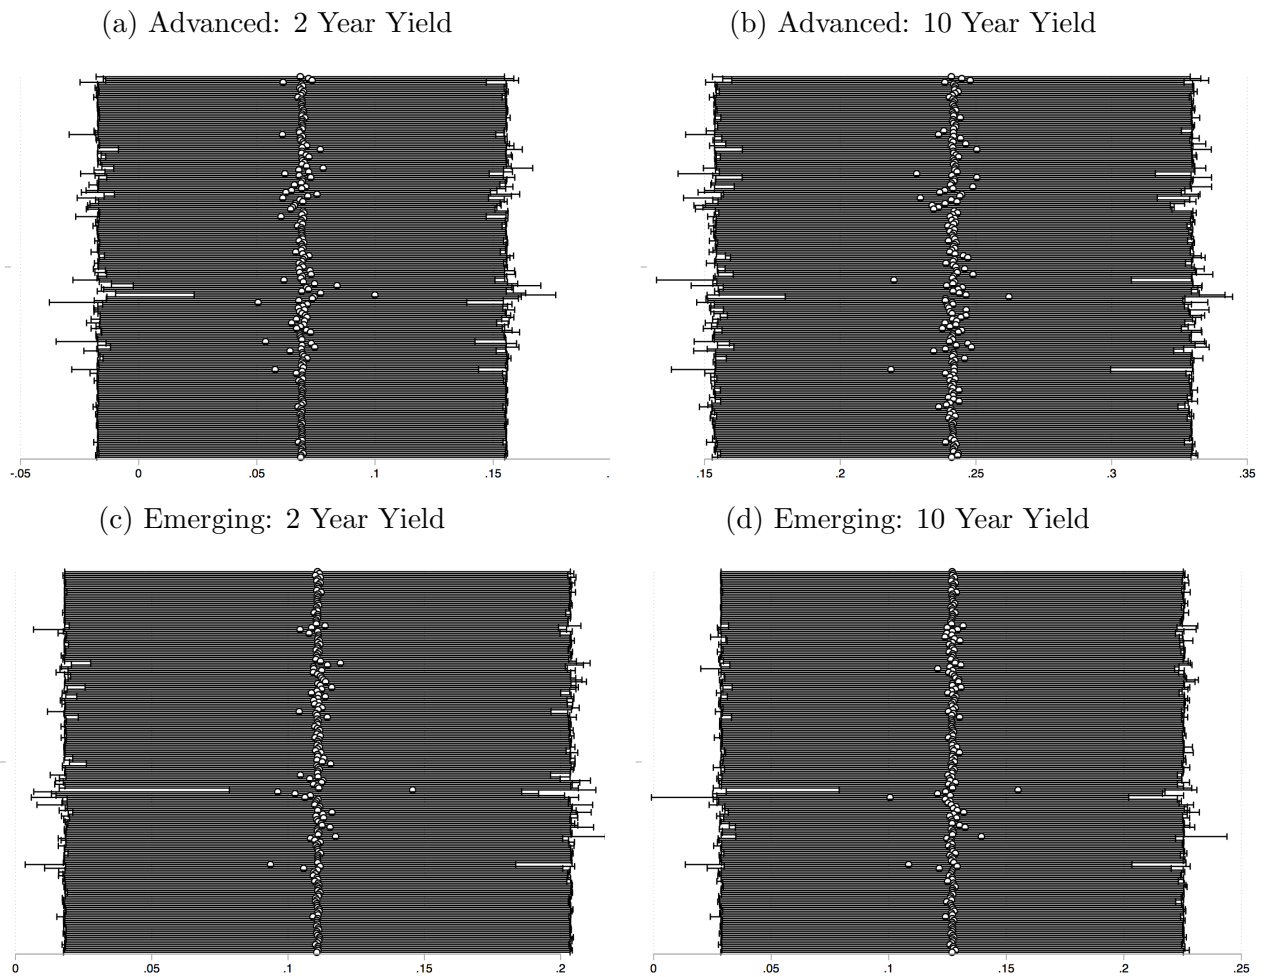 (a) Advanced: 2 Year Yield
(b) Advanced: 10 Year Yield
-.05 0 .05 .1 .15 .
.15 .2 .25 .3 .35
(c) Emerging: 2 Year Yield
(d) Emerging: 10 Year Yield
0 .05 .1 .15 .2
0 .05 .1 .15 .2 .25